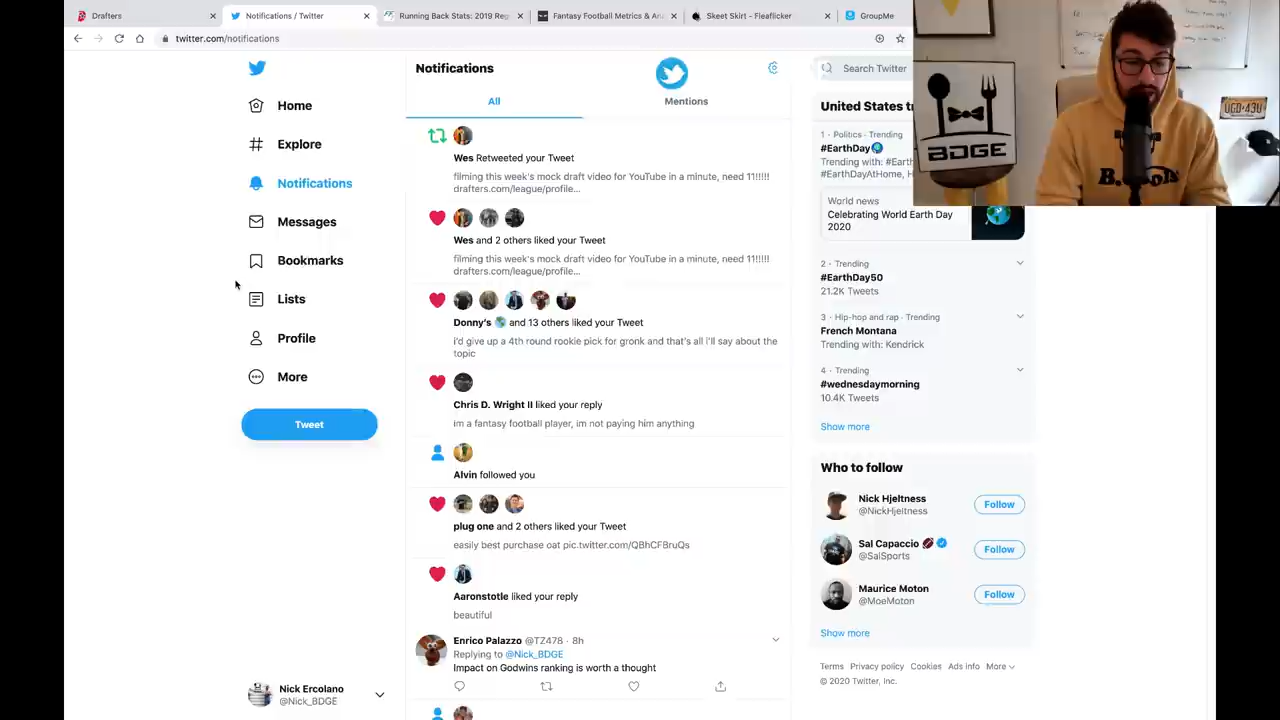 Drafters
Notifications / Twitter
Running Back Stats: 2019 Reg
Fantasy Football Metrics & An
Skeet Skirt - Fleaflicker
GroupMe
twitter.com/notifications
Home
Explore
Notifications
Messages
Bookmarks
Lists
Profile
More
Tweet
Nick Ercolano
@Nick_BDGE
Notifications
All
Mentions
Wes Retweeted your Tweet
filming this week's mock draft video for YouTube in a minute, need 11!!!!!
drafters.com/league/profile...
Wes and 2 others liked your Tweet
filming this week's mock draft video for YouTube in a minute, need 11!!!!!
drafters.com/league/profile...
Donny's and 13 others liked your Tweet
i'd give up a 4th round rookie pick for gronk and that's all i'll say about the
topic
Chris D. Wright II liked your reply
im a fantasy football player, im not paying him anything
Alvin followed you
plug one and 2 others liked your Tweet
easily best purchase oat pic.twitter.com/QBhCFBruQs
Aaronstotle liked your reply
beautiful
Enrico Palazzo @TZ478 · 8h
Replying to @Nick_BDGE
Impact on Godwins ranking is worth a thought
Search Twitter
United States t
1 · Politics · Trending
#EarthDay
Trending with: #Eart
#EarthDayAtHome, H
World news
Celebrating World Earth Day
2020
2 · Trending
#EarthDay50
21.2K Tweets
3 · Hip-hop and rap · Trending
French Montana
Trending with: Kendrick
4 · Trending
#wednesdaymorning
10.4K Tweets
Show more
Who to follow
Nick Hjeltness
@NickHjeltness
Follow
Sal Capaccio
@SalSports
Follow
Maurice Moton
@MoeMoton
Follow
Show more
Terms Privacy policy Cookies Ads info More
© 2020 Twitter, Inc.
BDGE
UGD·43U